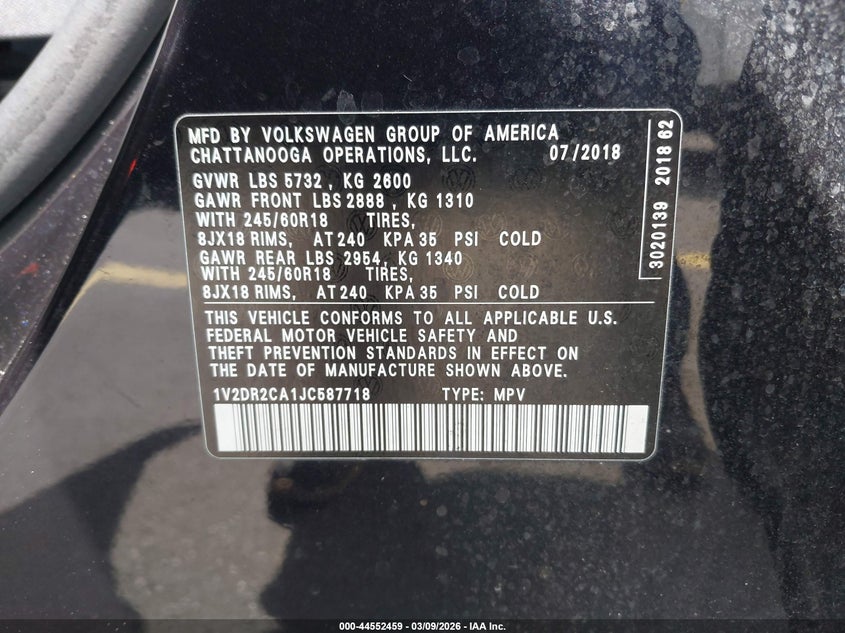 MFD BY VOLKSWAGEN GROUP OF AMERICA
CHATTANOOGA OPERATIONS, LLC. 07/2018
GVWR LBS 5732 , KG 2600
GAWR FRONT LBS 2888 , KG 1310
WITH 245/60R18 TIRES,
8JX18 RIMS, AT 240 KPA 35 PSI COLD
GAWR REAR LBS 2954, KG 1340
WITH 245/60R18 TIRES,
8JX18 RIMS, AT 240 KPA 35 PSI COLD
THIS VEHICLE CONFORMS TO ALL APPLICABLE U.S.
FEDERAL MOTOR VEHICLE SAFETY AND
THEFT PREVENTION STANDARDS IN EFFECT ON
THE DATE OF MANUFACTURE SHOWN ABOVE.
1V2DR2CA1JC587718 TYPE: MPV
3020139 2018 62
000-44552459 - 03/09/2026 - IAA Inc.